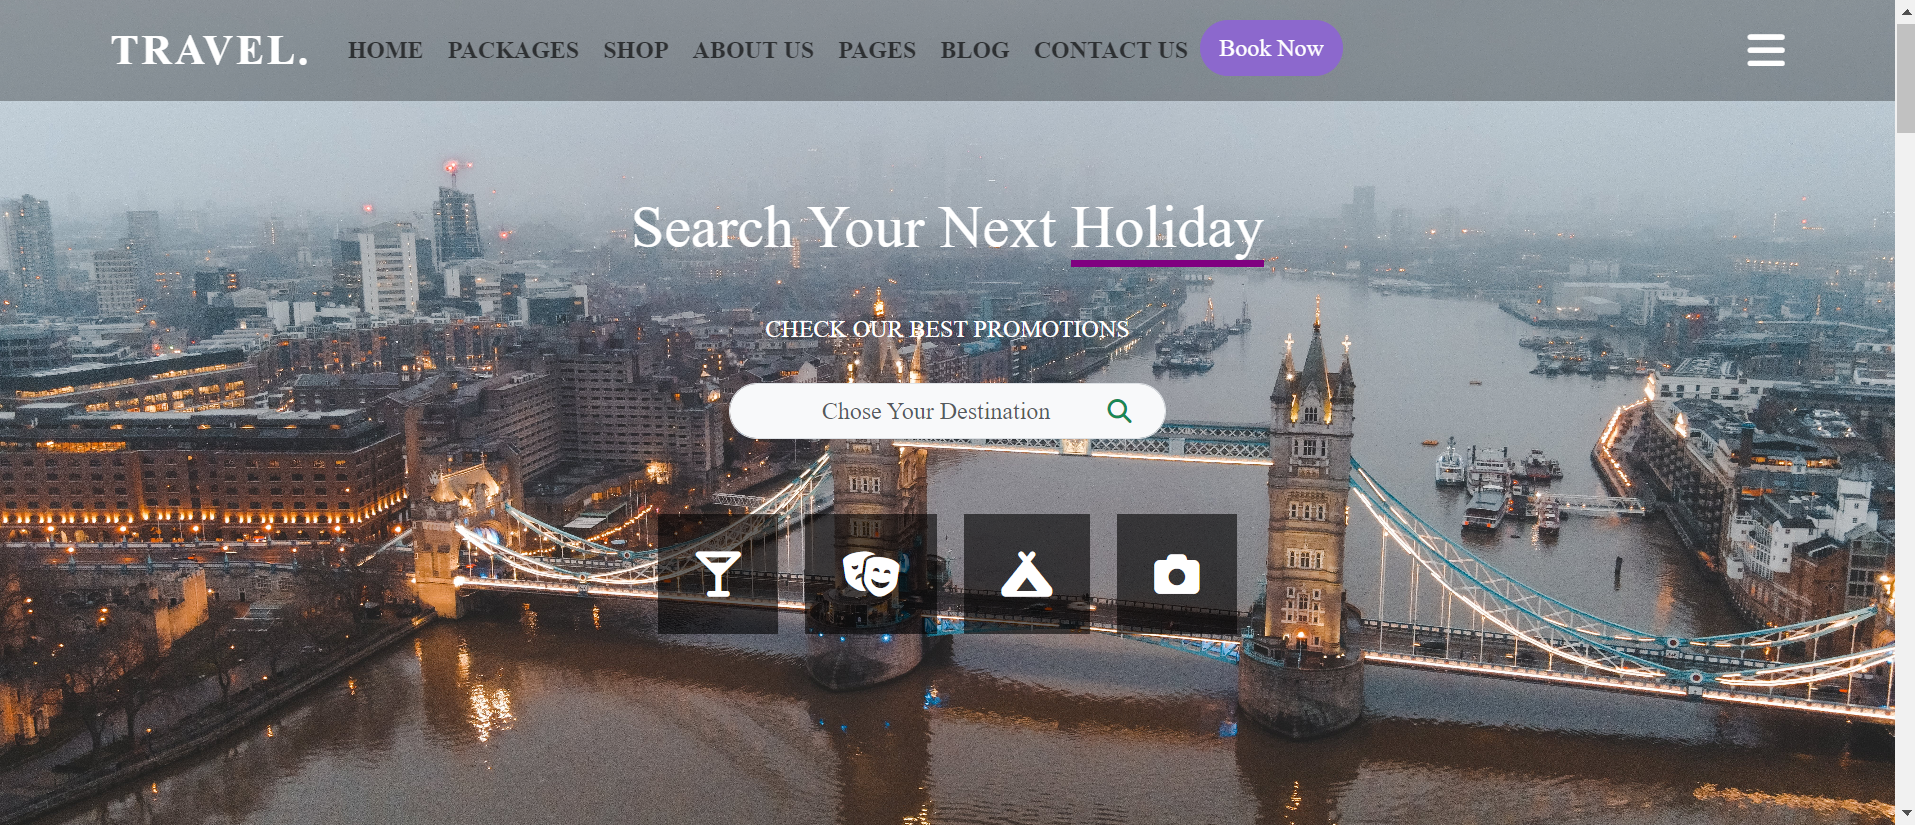 TRAVEL. HOME PACKAGES SHOP ABOUT US PAGES BLOG CONTACT US Book Now
Search Your Next Holiday
CHECK OUR BEST PROMOTIONS
Chose Your Destination